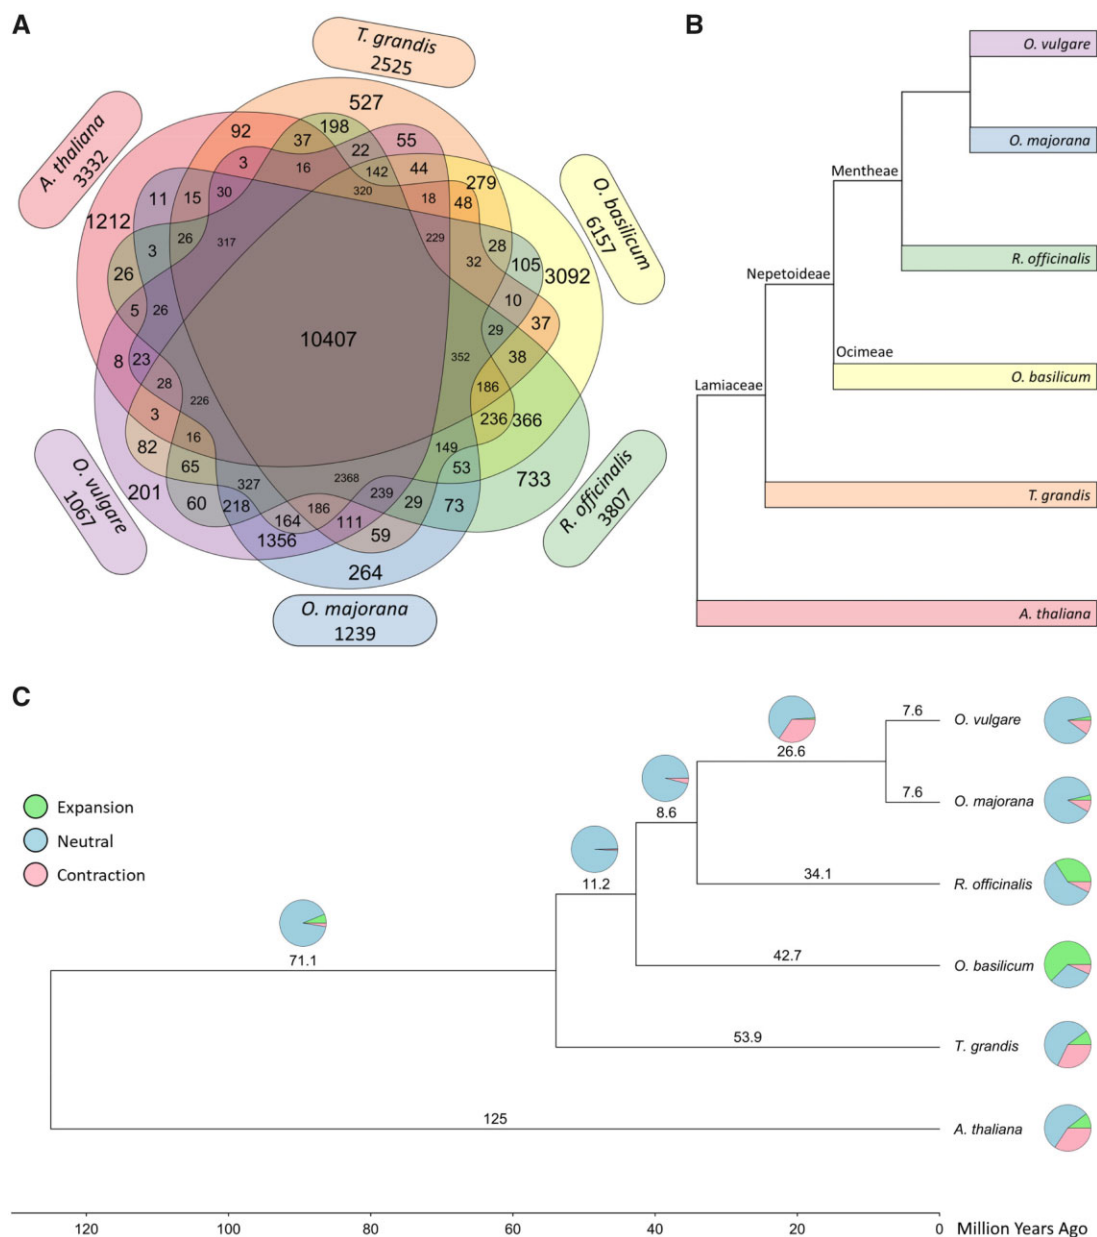 A
T. grandis
2525
A. thaliana
3332
O. basilicum
6157
R. officinalis
3807
O. majorana
1239
O. vulgare
1067
527
92
37
198
22
55
3
16
142
44
279
320
18
48
11
15
30
1212
317
229
28
3
26
32
105
3092
26
10
5
26
29
37
10407
8
23
352
38
28
186
226
3
236
366
16
149
82
65
2368
53
733
327
239
201
60
218
186
29
73
164
111
1356
59
264
B
O. vulgare
O. majorana
Mentheae
R. officinalis
Nepetoideae
Ocimeae
O. basilicum
Lamiaceae
T. grandis
A. thaliana
C
Expansion
Neutral
Contraction
7.6 O. vulgare
26.6
7.6 O. majorana
8.6
34.1 R. officinalis
11.2
42.7 O. basilicum
71.1
53.9 T. grandis
125 A. thaliana
120 100 80 60 40 20 0 Million Years Ago